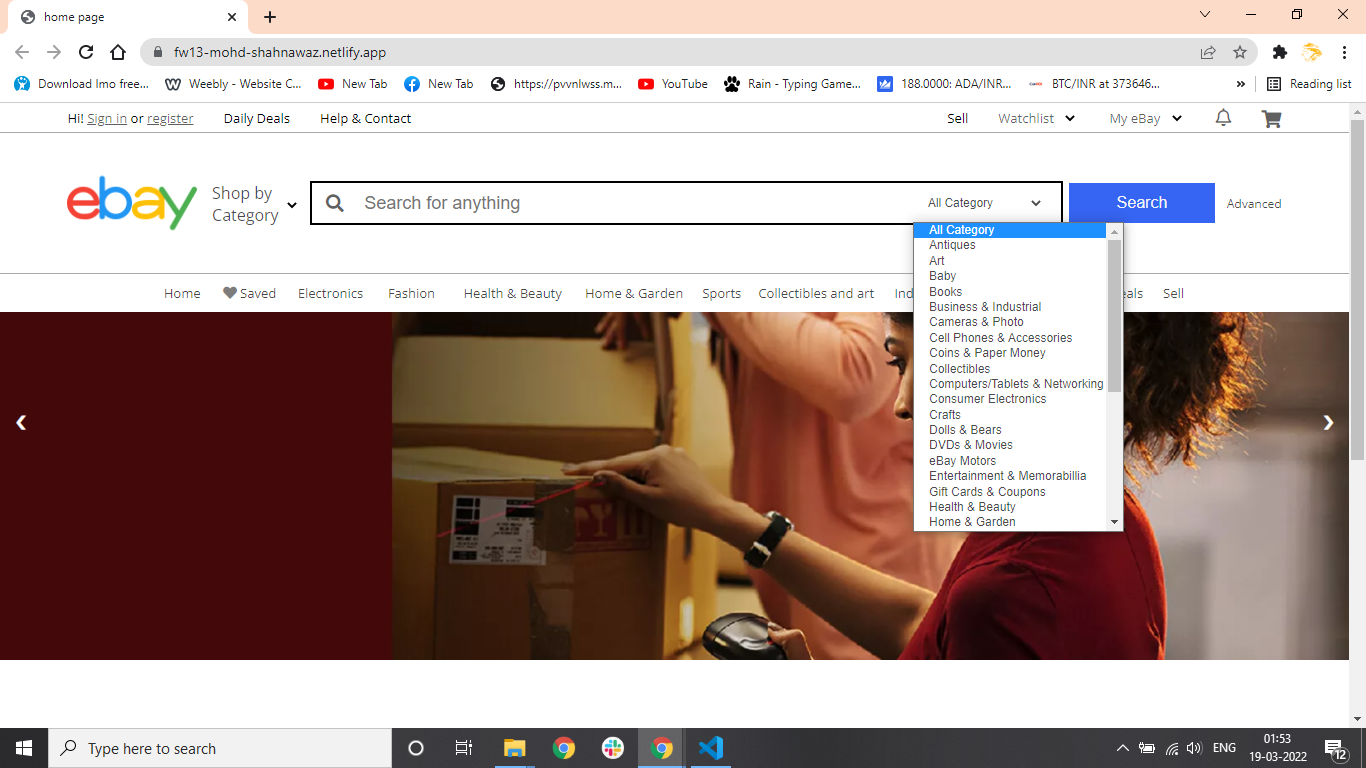 home page
fw13-mohd-shahnawaz.netlify.app
Download Imo free... Weebly - Website C... New Tab New Tab https://pvvnlwss.m... YouTube Rain - Typing Game... 188.0000: ADA/INR... BTC/INR at 373646... » Reading list
Hi! Sign in or register Daily Deals Help & Contact Sell Watchlist My eBay
ebay
Shop by
Category
Search for anything
All Category
Search
Advanced
Home Saved Electronics Fashion Health & Beauty Home & Garden Sports Collectibles and art Ind eals Sell
All Category
Antiques
Art
Baby
Books
Business & Industrial
Cameras & Photo
Cell Phones & Accessories
Coins & Paper Money
Collectibles
Computers/Tablets & Networking
Consumer Electronics
Crafts
Dolls & Bears
DVDs & Movies
eBay Motors
Entertainment & Memorabillia
Gift Cards & Coupons
Health & Beauty
Home & Garden
❮ ❯
Type here to search
ENG
01:53
19-03-2022
12